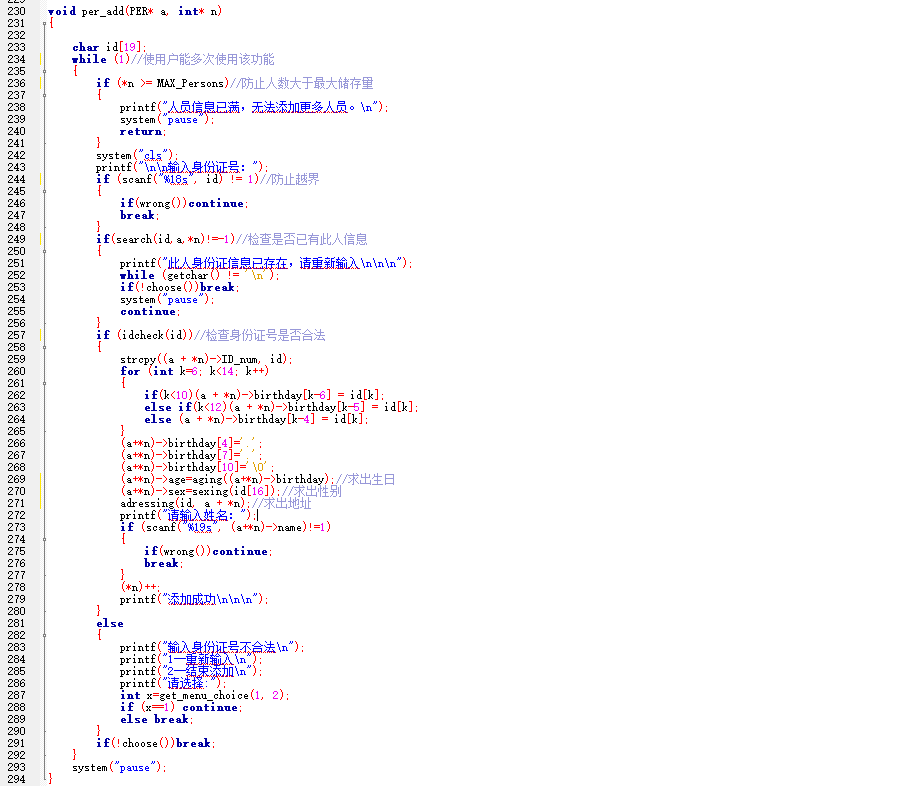 229
230 void per_add(PER* a, int* n)
231 {
232
233 char id[19];
234 while (1)//使用户能多次使用该功能
235 {
236 if (*n >= MAX_Persons)//防止人数大于最大储存量
237 {
238 printf("人员信息已满，无法添加更多人员。\n");
239 system("pause");
240 return;
241 }
242 system("cls");
243 printf("\n\n输入身份证号：");
244 if (scanf("%18s", id) != 1)//防止越界
245 {
246 if(wrong())continue;
247 break;
248 }
249 if(search(id,a,*n)!=-1)//检查是否已有此人信息
250 {
251 printf("此人身份证信息已存在，请重新输入\n\n\n");
252 while (getchar() != '\n');
253 if(!choose())break;
254 system("pause");
255 continue;
256 }
257 if (idcheck(id))//检查身份证号是否合法
258 {
259 strcpy((a + *n)->ID_num, id);
260 for (int k=6; k<14; k++)
261 {
262 if(k<10)(a + *n)->birthday[k-6] = id[k];
263 else if(k<12)(a + *n)->birthday[k-5] = id[k];
264 else (a + *n)->birthday[k-4] = id[k];
265 }
266 (a+*n)->birthday[4]='.';
267 (a+*n)->birthday[7]='.';
268 (a+*n)->birthday[10]='\0';
269 (a+*n)->age=aging((a+*n)->birthday);//求出生日
270 (a+*n)->sex=sexing(id[16]);//求出性别
271 adressing(id, a + *n);//求出地址
272 printf("请输入姓名：");
273 if (scanf("%19s", (a+*n)->name)!=1)
274 {
275 if(wrong())continue;
276 break;
277 }
278 (*n)++;
279 printf("添加成功\n\n\n");
280 }
281 else
282 {
283 printf("输入身份证号不合法\n");
284 printf("1—重新输入\n");
285 printf("2—结束添加\n");
286 printf("请选择:");
287 int x=get_menu_choice(1, 2);
288 if (x==1) continue;
289 else break;
290 }
291 if(!choose())break;
292 }
293 system("pause");
294 }